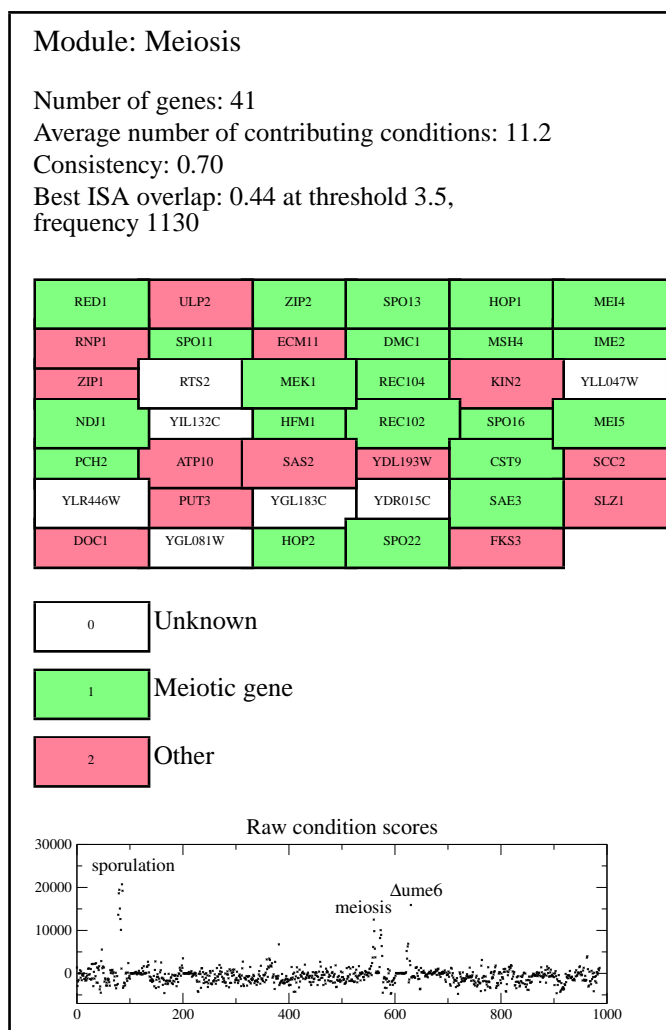 Module: Meiosis
Number of genes: 41
Average number of contributing conditions: 11.2
Consistency: 0.70
Best ISA overlap: 0.44 at threshold 3.5,
frequency 1130
RED1 ULP2 ZIP2 SPO13 HOP1 MEI4
RNP1 SPO11 ECM11 DMC1 MSH4 IME2
ZIP1 RTS2 MEK1 REC104 KIN2 YLL047W
NDJ1 YIL132C HFM1 REC102 SPO16 MEI5
PCH2 ATP10 SAS2 YDL193W CST9 SCC2
YLR446W PUT3 YGL183C YDR015C SAE3 SLZ1
DOC1 YGL081W HOP2 SPO22 FKS3
0 Unknown
1 Meiotic gene
2 Other
Raw condition scores
30000
sporulation
20000
Δume6
meiosis
10000
0
0 200 400 600 800 1000